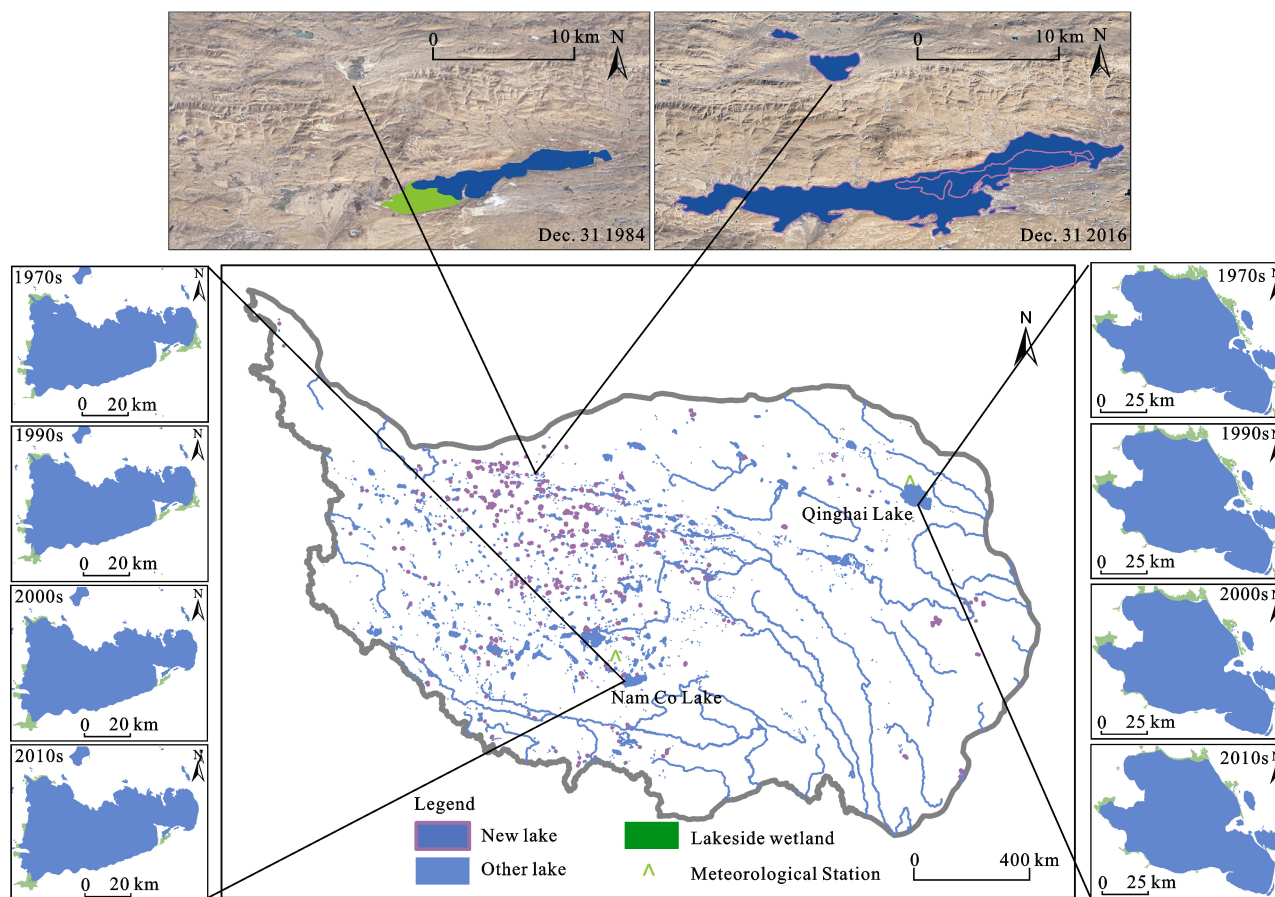 0 10 km N
Dec. 31 1984
0 10 km N
Dec. 31 2016
1970s N
0 20 km
1990s N
0 20 km
2000s N
0 20 km
2010s N
0 20 km
N
Qinghai Lake
Nam Co Lake
Legend
New lake
Other lake
Lakeside wetland
Meteorological Station
0 400 km
1970s N
0 25 km
1990s N
0 25 km
2000s N
0 25 km
2010s N
0 25 km